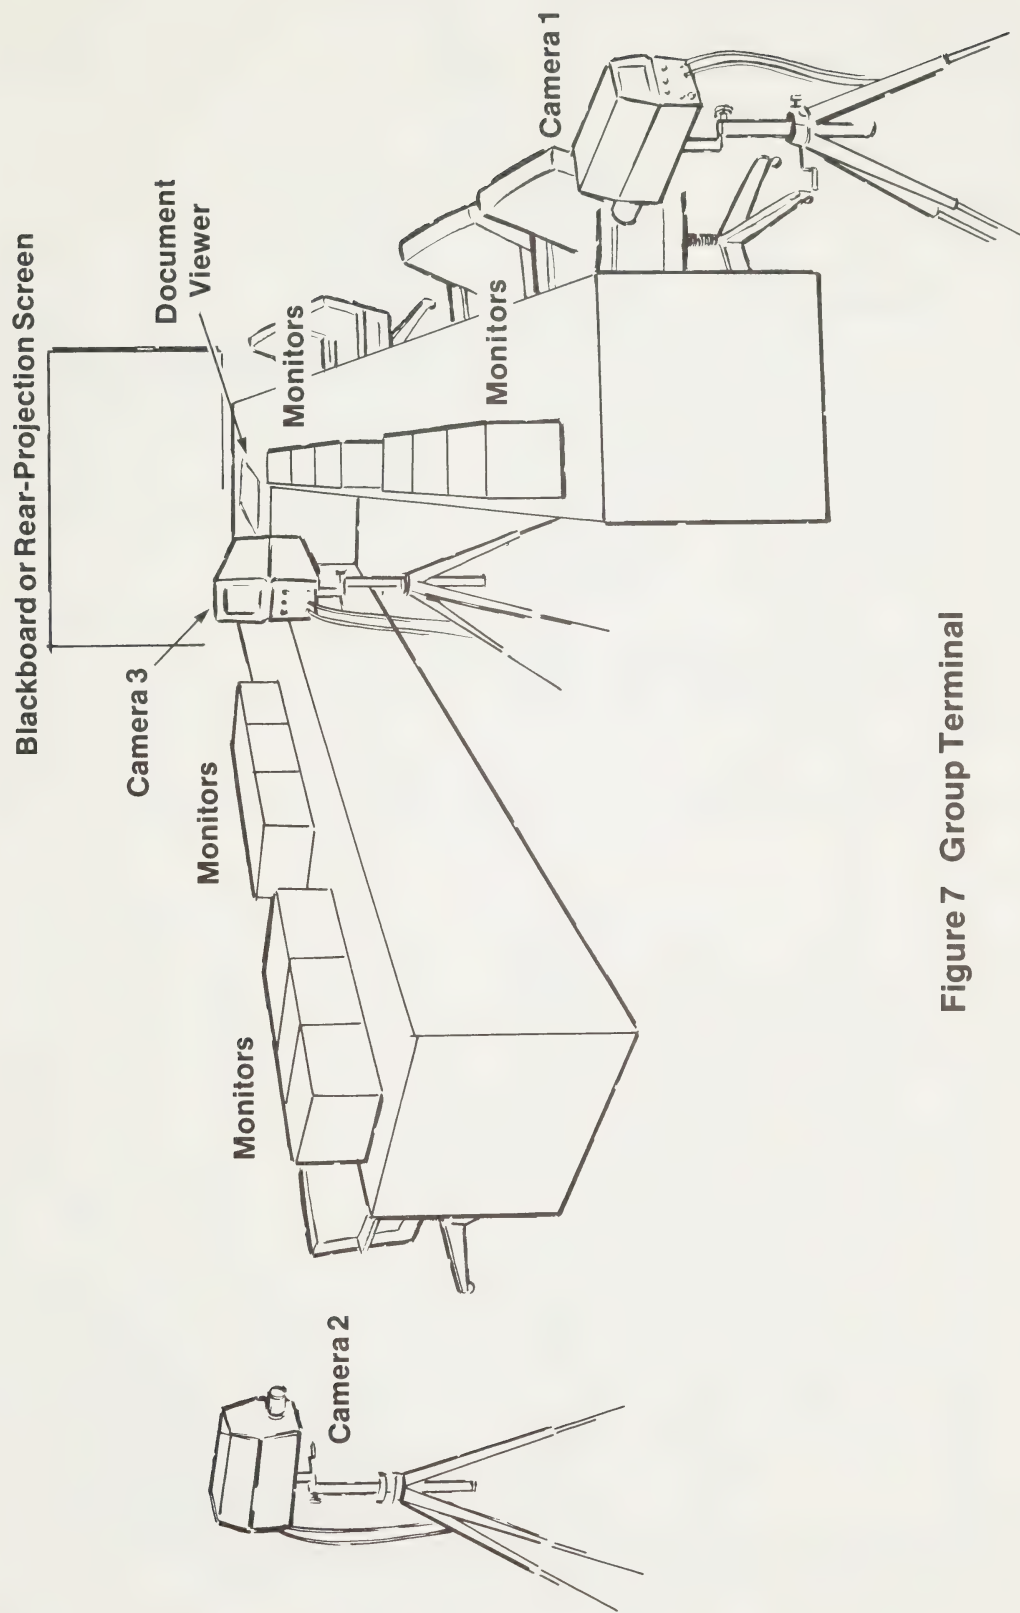 Blackboard or Rear-Projection Screen
Document
Viewer
Camera 3
Monitors
Monitors
Monitors
Monitors
Camera 1
Camera 2
Figure 7 Group Terminal